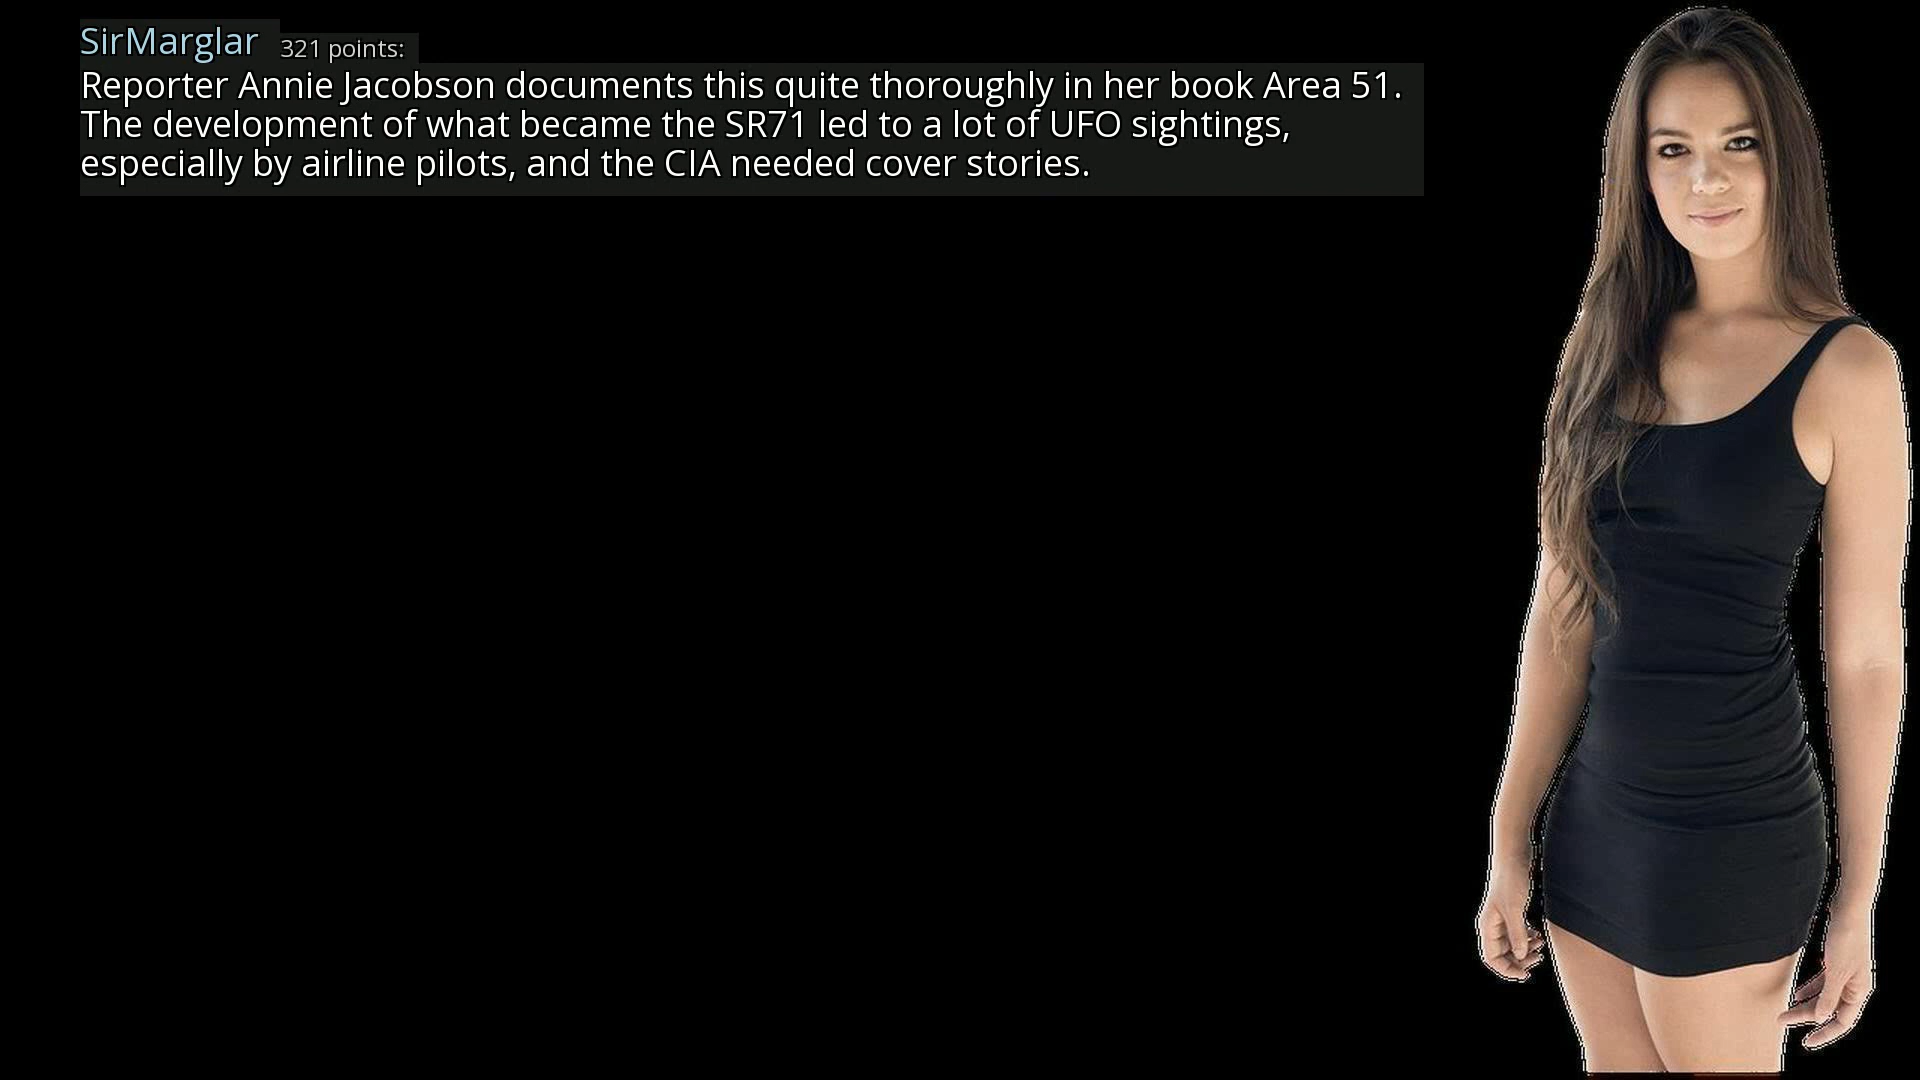 SirMarglar 321 points:
Reporter Annie Jacobson documents this quite thoroughly in her book Area 51.
The development of what became the SR71 led to a lot of UFO sightings,
especially by airline pilots, and the CIA needed cover stories.